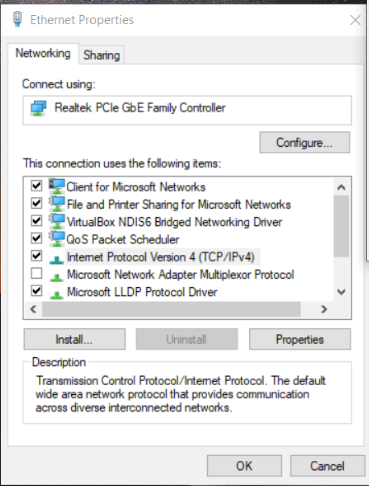 Ethernet Properties
Networking
Sharing
Connect using:
Realtek PCIe GbE Family Controller
Configure...
This connection uses the following items:
Client for Microsoft Networks
File and Printer Sharing for Microsoft Networks
VirtualBox NDIS6 Bridged Networking Driver
QoS Packet Scheduler
Internet Protocol Version 4 (TCP/IPv4)
Microsoft Network Adapter Multiplexor Protocol
Microsoft LLDP Protocol Driver
Install...
Uninstall
Properties
Description
Transmission Control Protocol/Internet Protocol. The default
wide area network protocol that provides communication
across diverse interconnected networks.
OK
Cancel